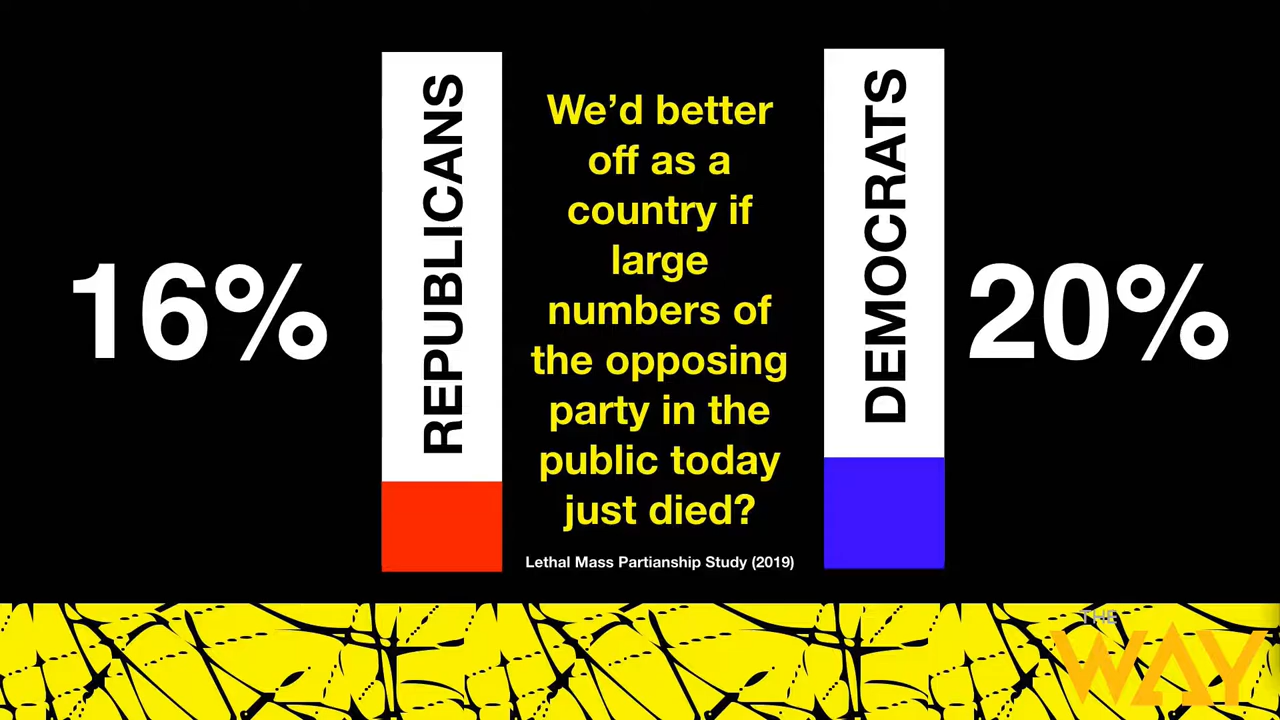 16%
REPUBLICANS
We'd better
off as a
country if
large
numbers of
the opposing
party in the
public today
just died?
Lethal Mass Partianship Study (2019)
DEMOCRATS
20%
THE
WAY